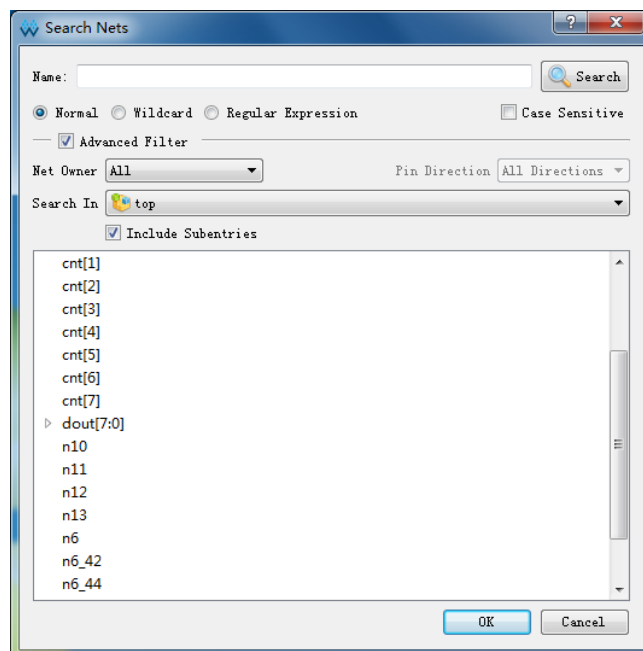 Search Nets
Name: Search
Normal Wildcard Regular Expression Case Sensitive
Advanced Filter
Net Owner All Pin Direction All Directions
Search In top
Include Subentries
cnt[1]
cnt[2]
cnt[3]
cnt[4]
cnt[5]
cnt[6]
cnt[7]
dout[7:0]
n10
n11
n12
n13
n6
n6_42
n6_44
OK Cancel